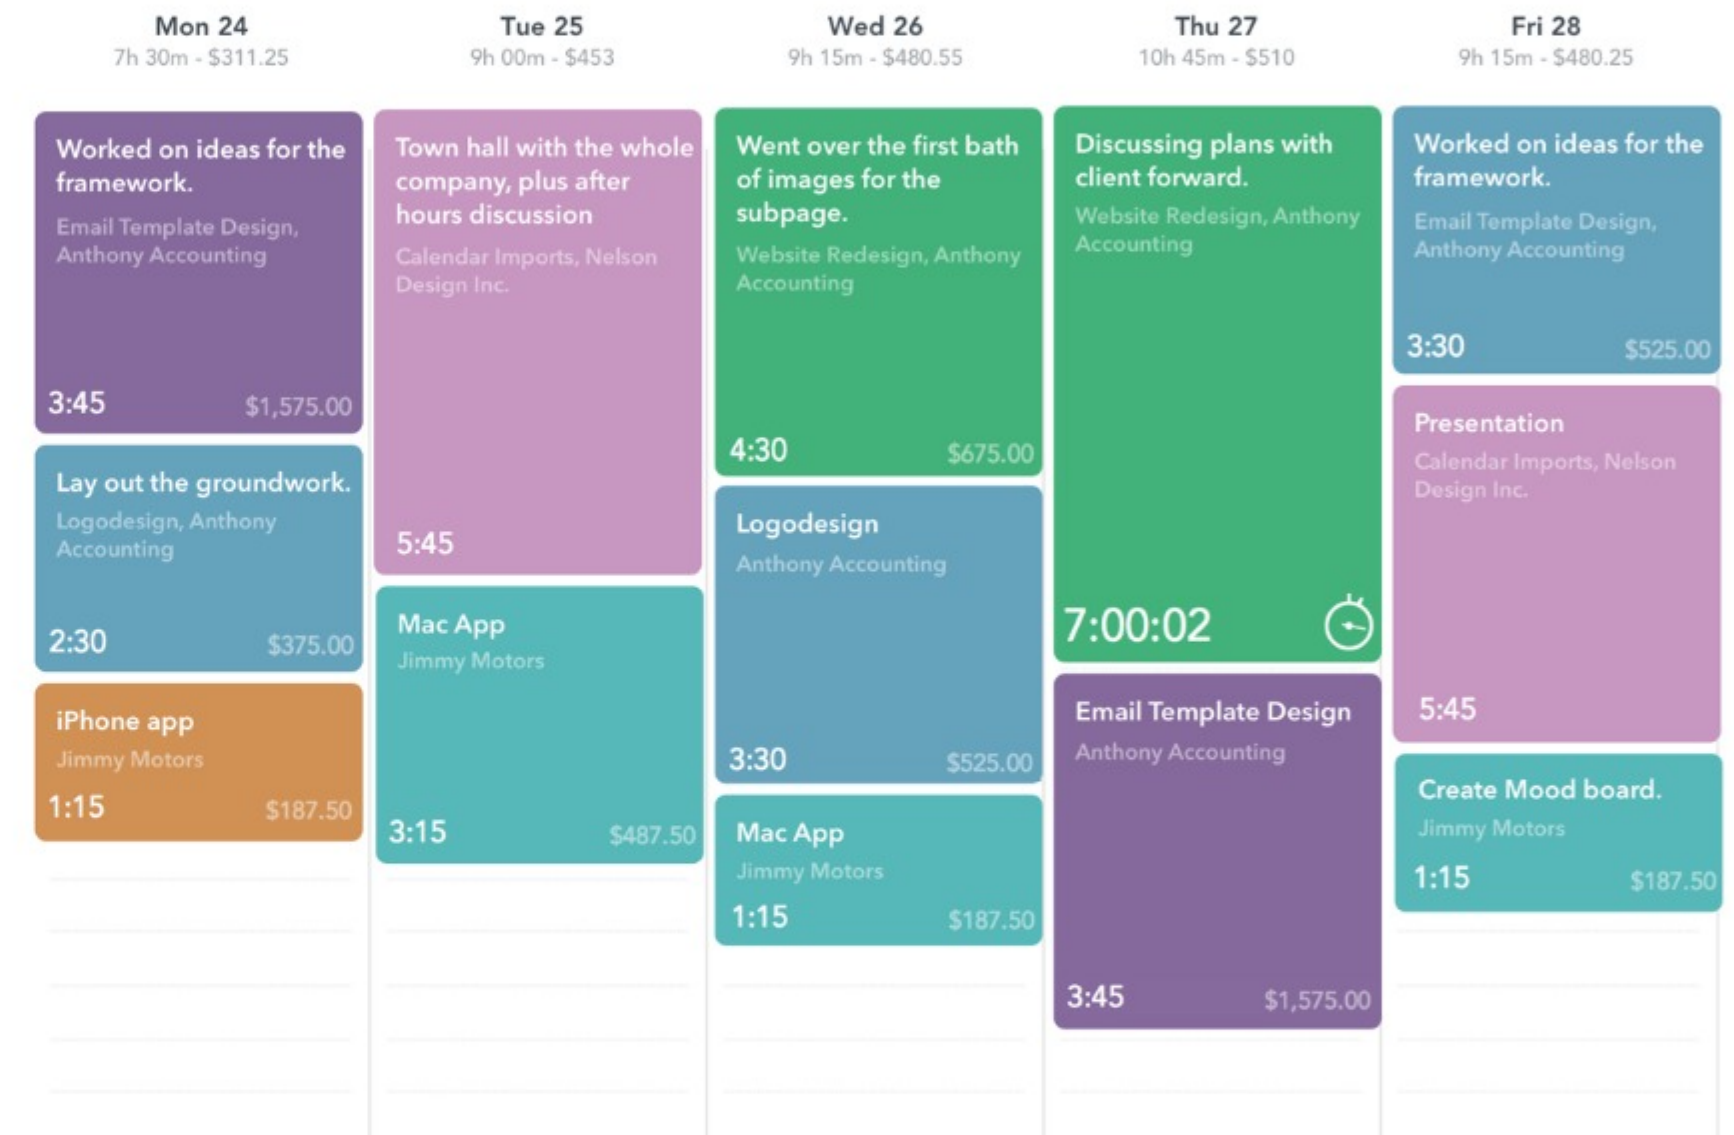 Mon 24
7h 30m - $311.25
Worked on ideas for the
framework.
Email Template Design,
Anthony Accounting
3:45
$1,575.00
Lay out the groundwork.
Logodesign, Anthony
Accounting
2:30
$375.00
iPhone app
Jimmy Motors
1:15
$187.50
Tue 25
9h 00m - $453
Town hall with the whole
company, plus after
hours discussion
Calendar Imports, Nelson
Design Inc.
5:45
Mac App
Jimmy Motors
3:15
$487.50
Wed 26
9h 15m - $480.55
Went over the first bath
of images for the
subpage.
Website Redesign, Anthony
Accounting
4:30
$675.00
Logodesign
Anthony Accounting
3:30
$525.00
Mac App
Jimmy Motors
1:15
$187.50
Thu 27
10h 45m - $510
Discussing plans with
client forward.
Website Redesign, Anthony
Accounting
7:00:02
Email Template Design
Anthony Accounting
3:45
$1,575.00
Fri 28
9h 15m - $480.25
Worked on ideas for the
framework.
Email Template Design,
Anthony Accounting
3:30
$525.00
Presentation
Calendar Imports, Nelson
Design Inc.
5:45
Create Mood board.
Jimmy Motors
1:15
$187.50